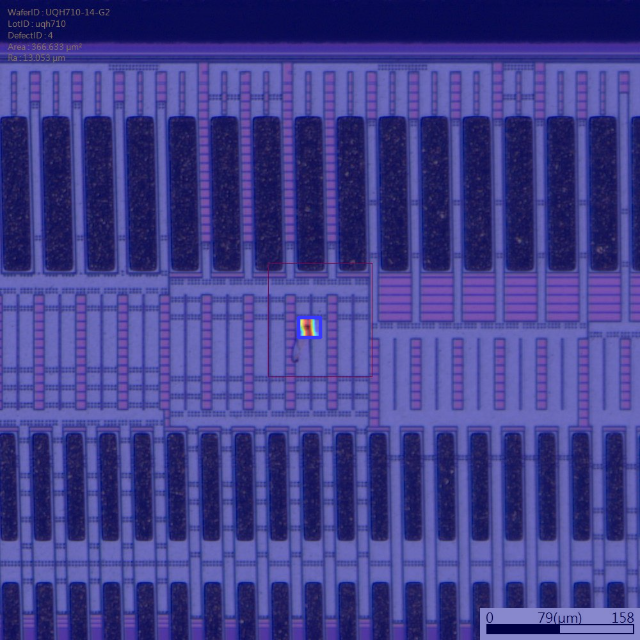 WaferID : UQH710-14-G2
LotID : uqh710
DefectID : 4
Area: 366.633 µm²
Ra: 13.053 µm
0 79(um) 158